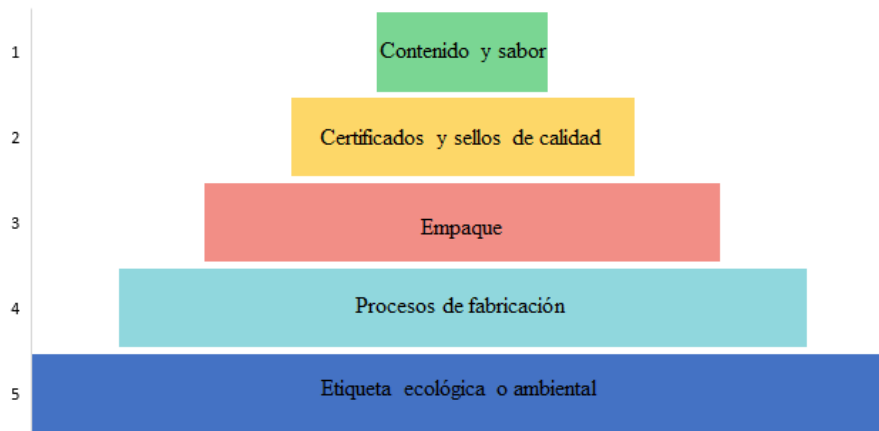 1 Contenido y sabor
2 Certificados y sellos de calidad
3 Empaque
4 Procesos de fabricación
5 Etiqueta ecológica o ambiental